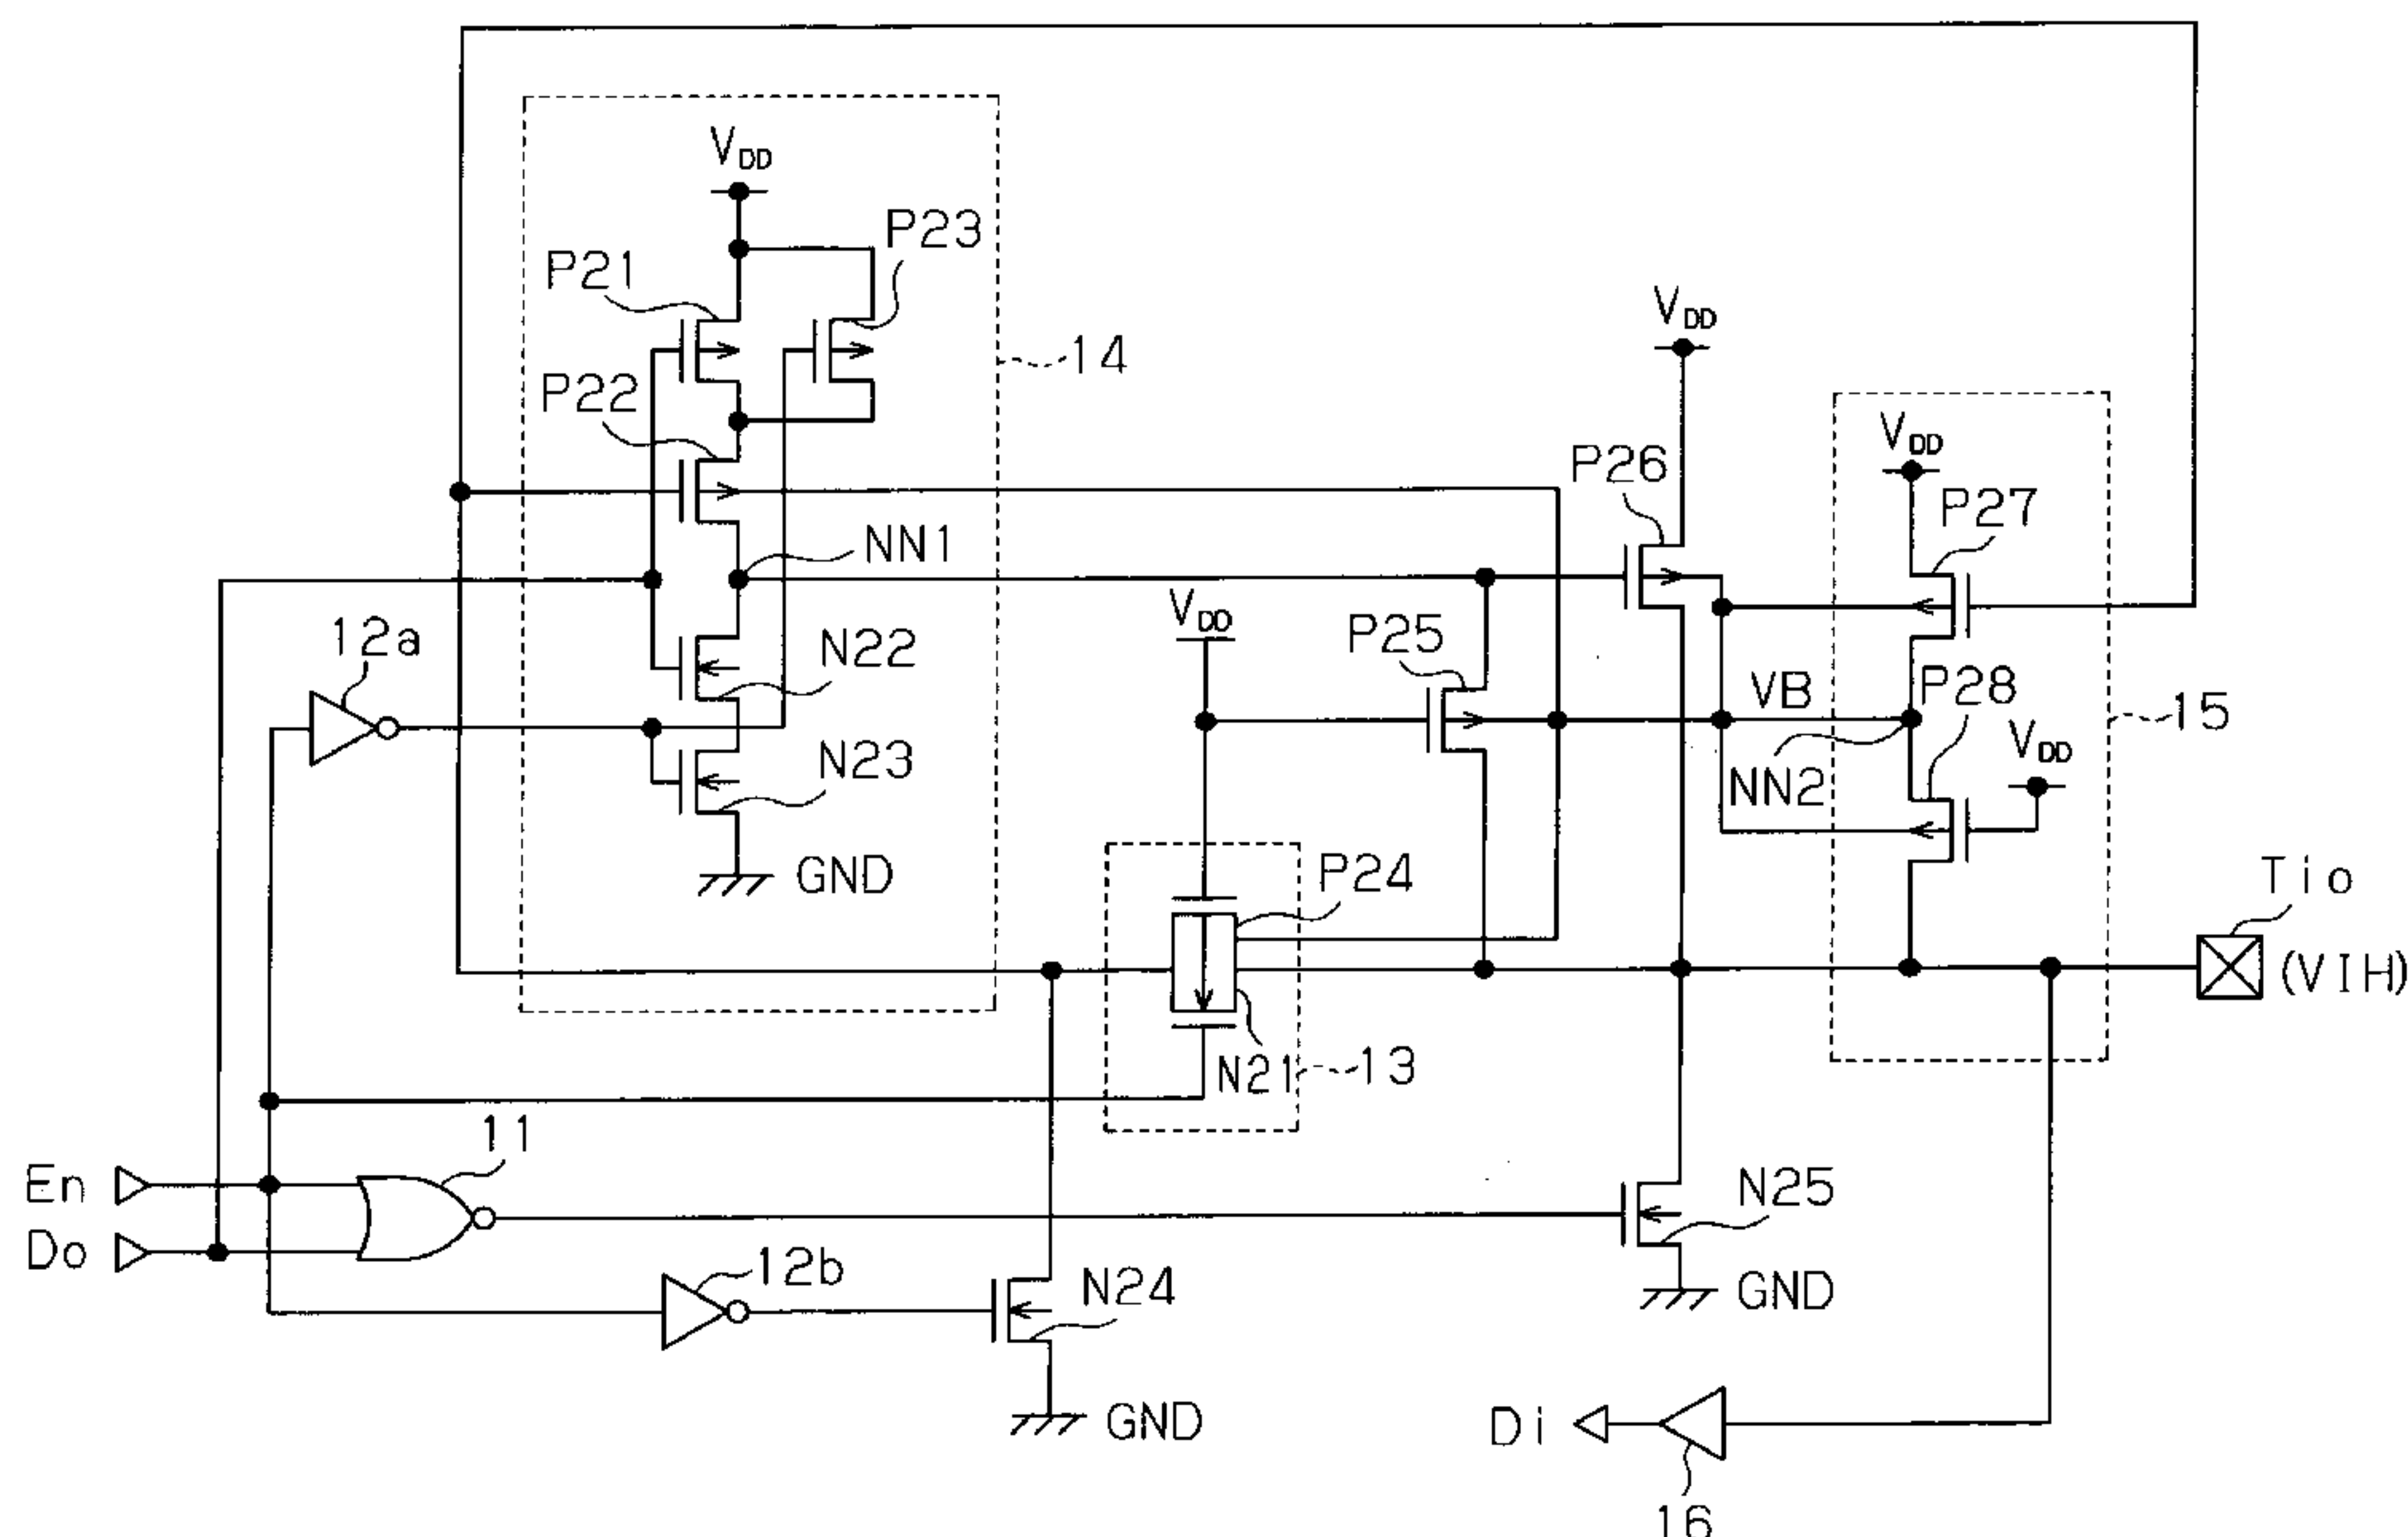 VDD
P23
P21
VDD
14
P22
VDD
P26
P27
NN1
VDD
P25
12a
N22
VB
P28
15
VDD
N23
NN2
GND
P24
Tio
(VIH)
N21
13
11
En
N25
Do
12b
N24
GND
GND
Di
16